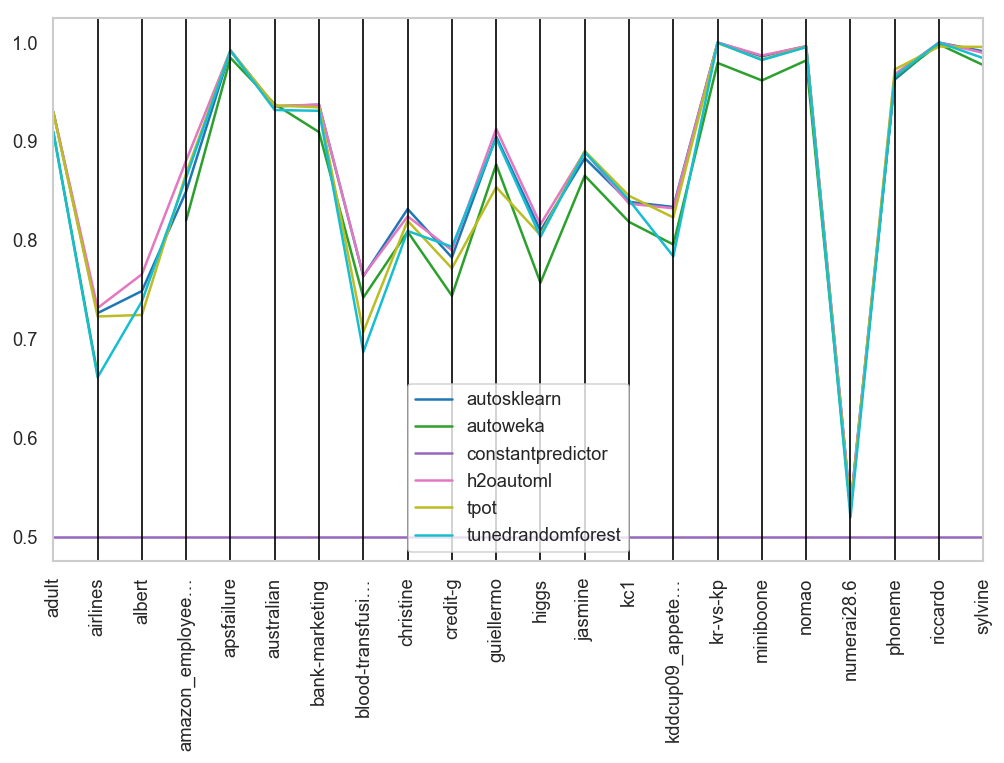 1.0
0.9
0.8
0.7
0.6
0.5
autosklearn
autoweka
constantpredictor
h2oautoml
tpot
tunedrandomforest
adult
airlines
albert
amazon_employee...
apsfailure
australian
bank-marketing
blood-transfusi...
christine
credit-g
guiellermo
higgs
jasmine
kc1
kddcup09_appete...
kr-vs-kp
miniboone
nomao
numerai28.6
phoneme
riccardo
sylvine